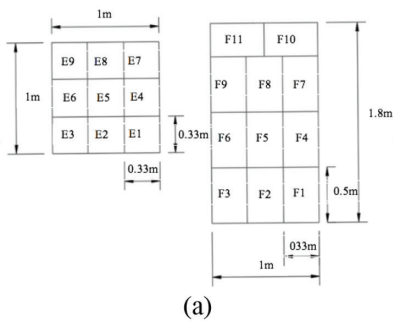 1m
E9 E8 E7
1m
E6 E5 E4
E3 E2 E1
0.33m
0.33m
F11 F10
F9 F8 F7
1.8m
F6 F5 F4
F3 F2 F1
0.5m
033m
1m
(a)